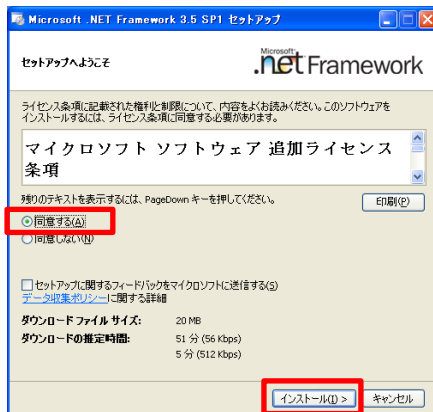 Microsoft .NET Framework 3.5 SP1 セットアップ
セットアップへようこそ
Microsoft
.net Framework
ライセンス条項に記載された権利と制限について、内容をよくお読みください。このソフトウェアを
インストールするには、ライセンス条項に同意する必要があります。
マイクロソフト ソフトウェア 追加ライセンス
条項
残りのテキストを表示するには、PageDown キーを押してください。
印刷(P)
同意する(A)
同意しない(N)
セットアップに関するフィードバックをマイクロソフトに送信する(S)
データ収集ポリシーに関する詳細
ダウンロード ファイル サイズ: 20 MB
ダウンロードの推定時間: 51 分 (56 Kbps)
5 分 (512 Kbps)
インストール(I) >
キャンセル